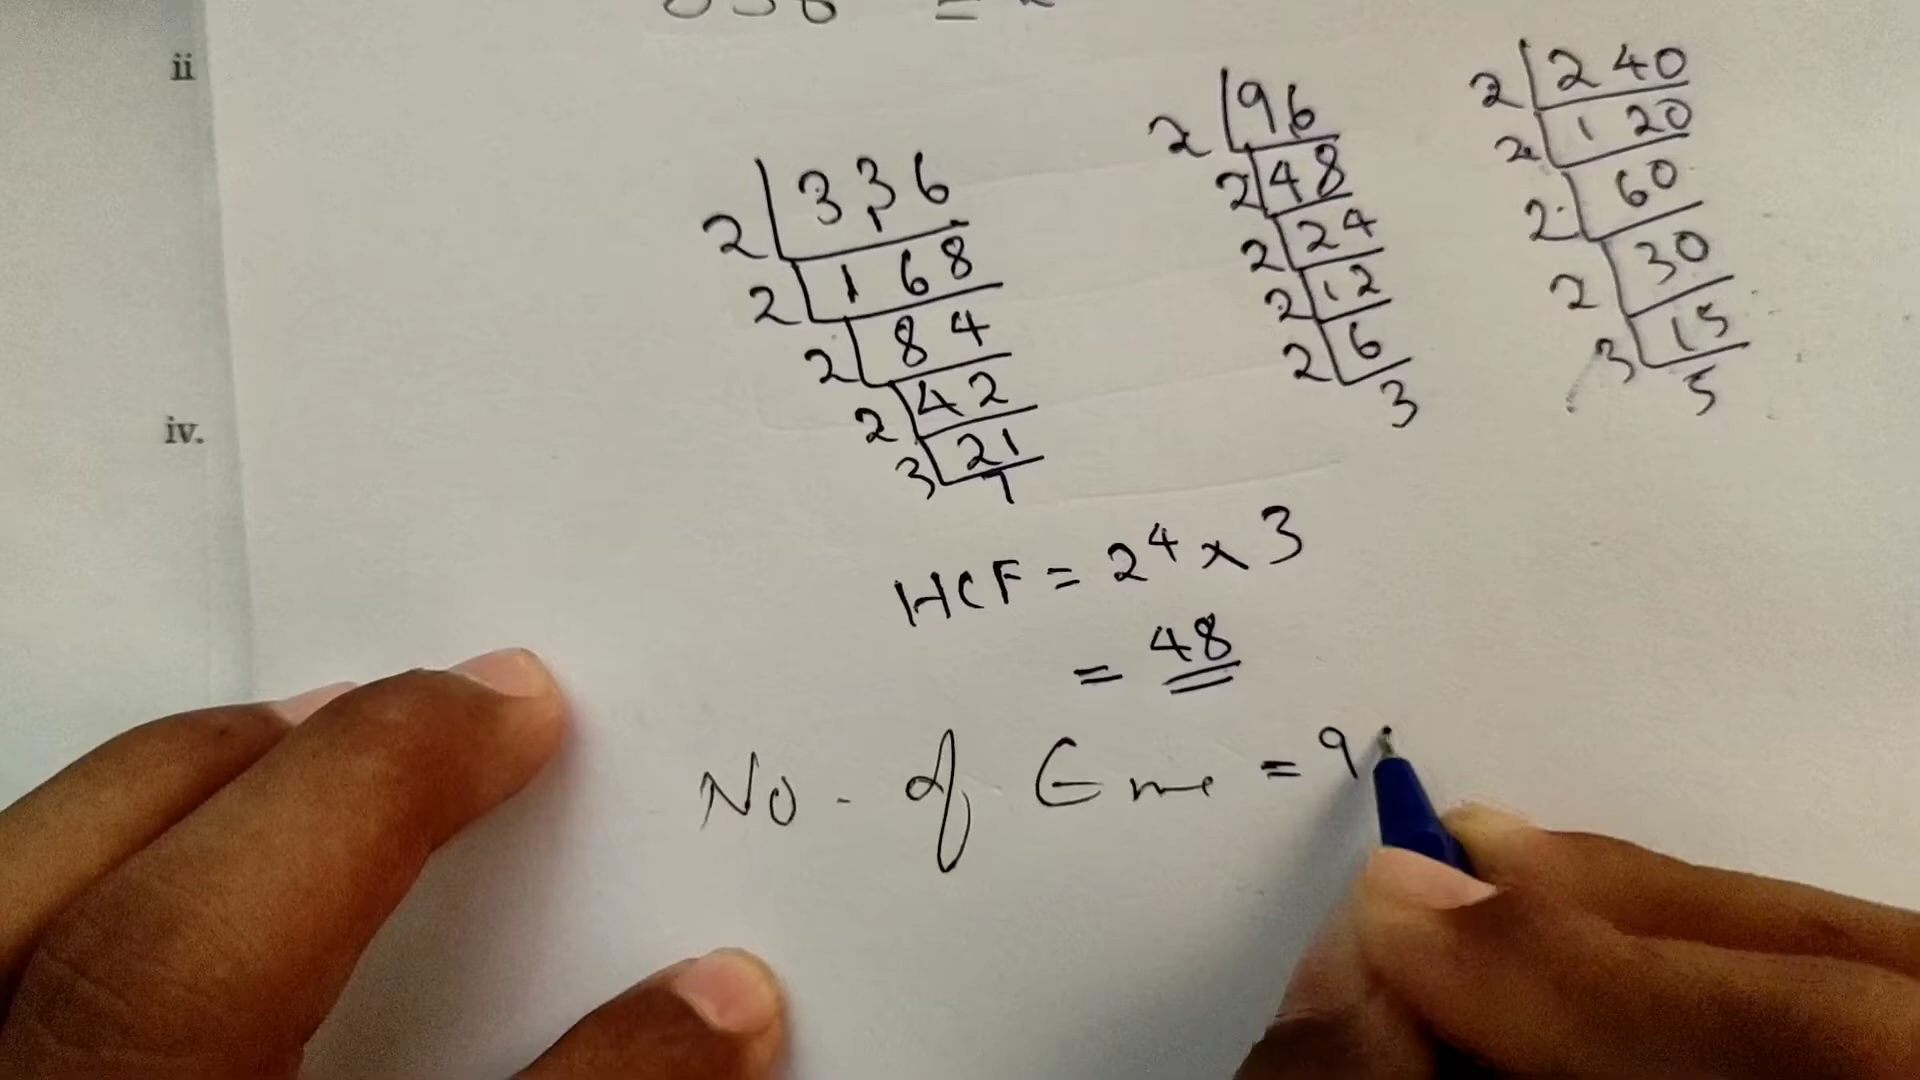 ii
iv.
2 | 336
2 | 168
2 | 84
2 | 42
3 | 21
7
2 | 96
2 | 48
2 | 24
2 | 12
2 | 6
3
2 | 240
2 | 120
2 | 60
2 | 30
3 | 15
5
HCF = 2⁴ × 3
= 48
No. of = 9